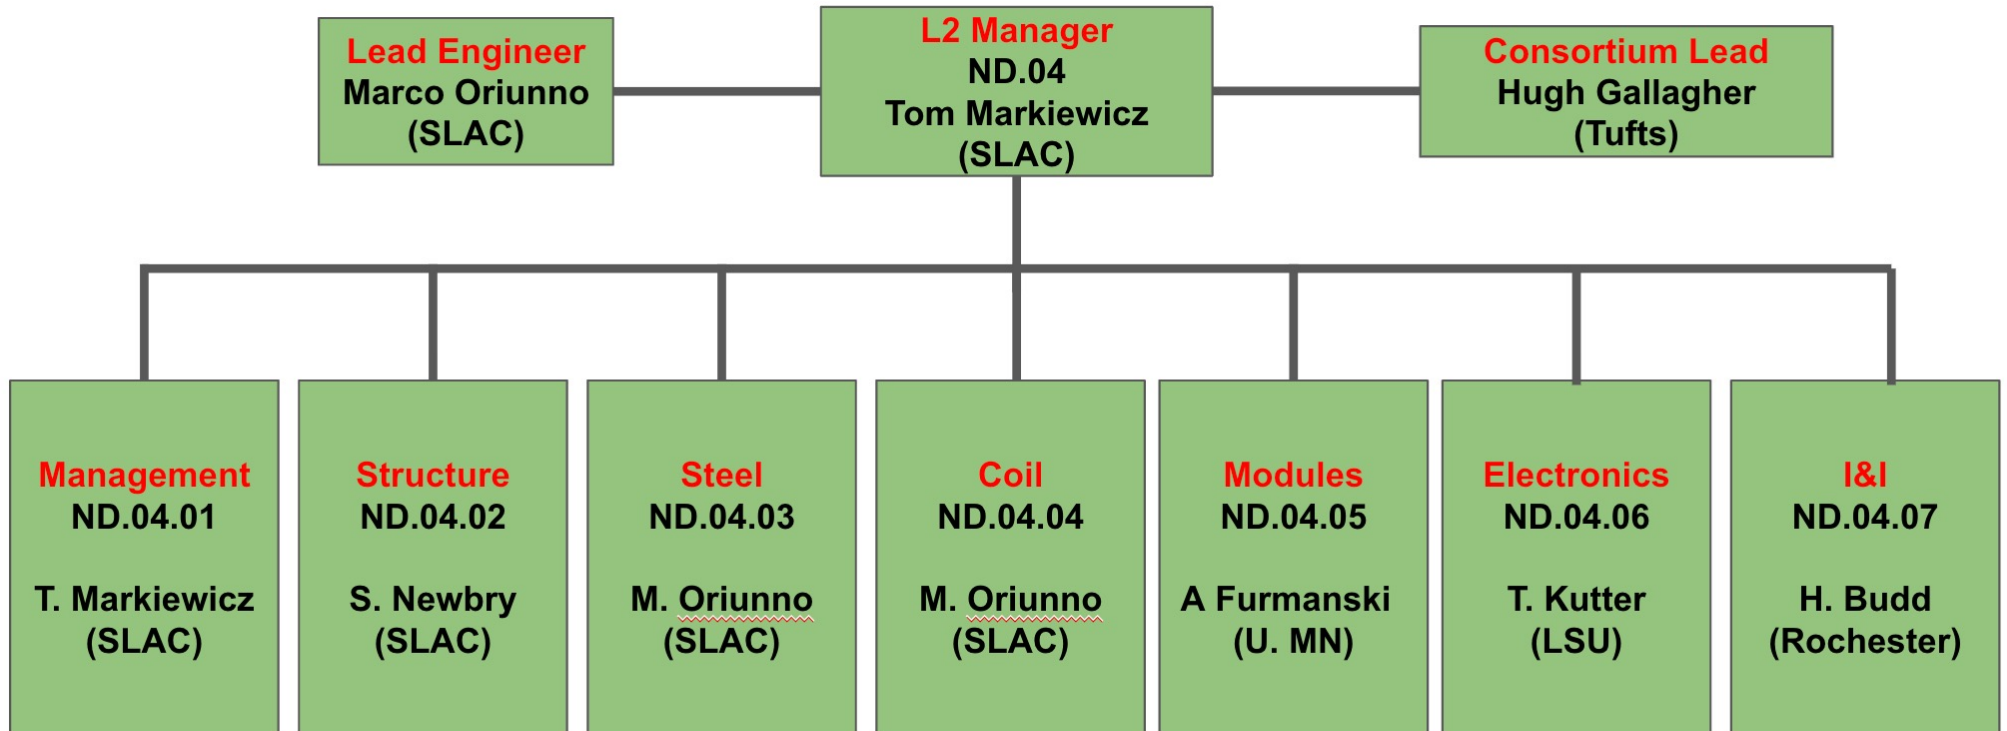 Lead Engineer
Marco Oriunno
(SLAC)
L2 Manager
ND.04
Tom Markiewicz
(SLAC)
Consortium Lead
Hugh Gallagher
(Tufts)
Management
ND.04.01
T. Markiewicz
(SLAC)
Structure
ND.04.02
S. Newbry
(SLAC)
Steel
ND.04.03
M. Oriunno
(SLAC)
Coil
ND.04.04
M. Oriunno
(SLAC)
Modules
ND.04.05
A Furmanski
(U. MN)
Electronics
ND.04.06
T. Kutter
(LSU)
I&I
ND.04.07
H. Budd
(Rochester)